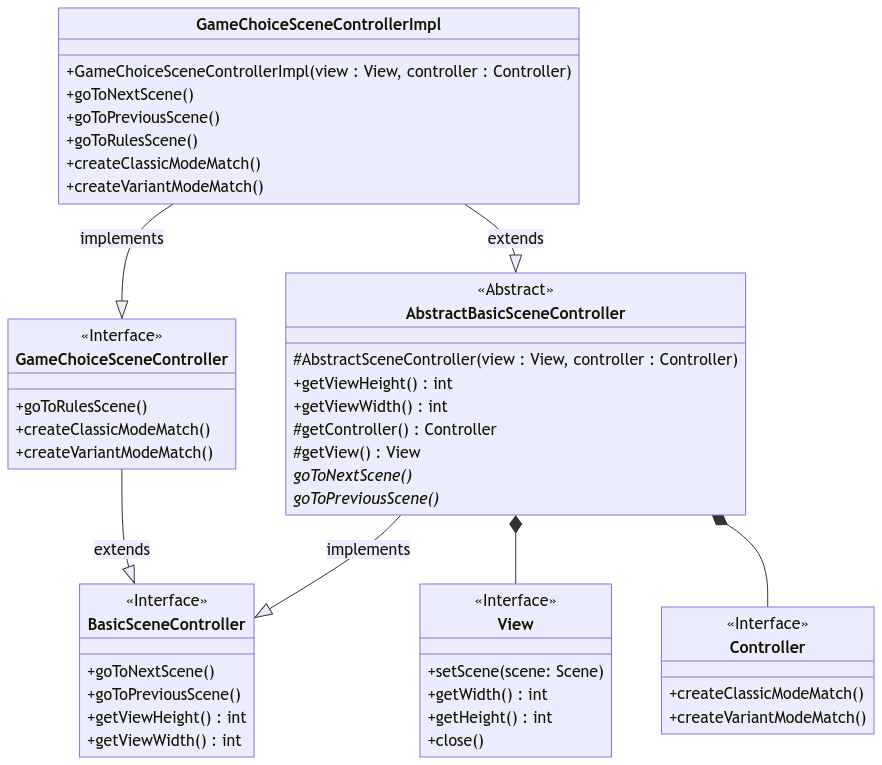 GameChoiceSceneControllerImpl
+GameChoiceSceneControllerImpl(view : View, controller : Controller)
+goToNextScene()
+goToPreviousScene()
+goToRulesScene()
+createClassicModeMatch()
+createVariantModeMatch()
implements
extends
«Abstract»
AbstractBasicSceneController
#AbstractSceneController(view : View, controller : Controller)
+getViewHeight() : int
+getViewWidth() : int
#getController() : Controller
#getView() : View
goToNextScene()
goToPreviousScene()
«Interface»
GameChoiceSceneController
+goToRulesScene()
+createClassicModeMatch()
+createVariantModeMatch()
extends
implements
«Interface»
BasicSceneController
+goToNextScene()
+goToPreviousScene()
+getViewHeight() : int
+getViewWidth() : int
«Interface»
View
+setScene(scene: Scene)
+getWidth() : int
+getHeight() : int
+close()
«Interface»
Controller
+createClassicModeMatch()
+createVariantModeMatch()